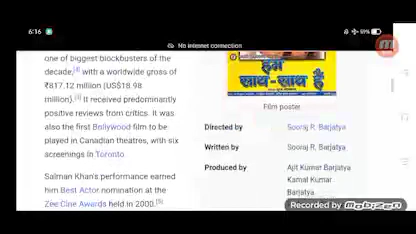 6:16
59%
No internet connection
one of biggest blockbusters of the
decade,[4] with a worldwide gross of
₹817.12 million (US$18.98
million).[3] It received predominantly
positive reviews from critics. It was
also the first Bollywood film to be
played in Canadian theatres, with six
screenings in Toronto
Salman Khan's performance earned
him Best Actor nomination at the
Zee Cine Awards held in 2000.[5]
हम
साथ-साथ हैं
Film poster
Directed by Sooraj R. Barjatya
Written by Sooraj R. Barjatya
Produced by Ajit Kumar Barjatya
Kamal Kumar
Barjatya
Recorded by
MOBIZEN